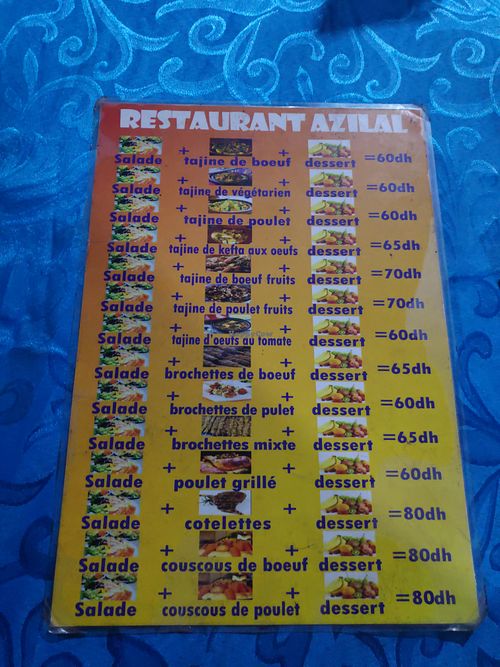 RESTAURANT AZILAL
Salade + tajine de boeuf + dessert =60dh
Salade + tajine de végétarien + dessert =60dh
Salade + tajine de poulet + dessert =60dh
Salade + tajine de kefta aux oeufs + dessert =65dh
Salade + tajine de boeuf fruits + dessert =70dh
Salade + tajine de poulet fruits + dessert =70dh
Salade + tajine d'oeuts au tomate + dessert =60dh
Salade + brochettes de boeuf + dessert =65dh
Salade + brochettes de pulet + dessert =60dh
Salade + brochettes mixte + dessert =65dh
Salade + poulet grillé + dessert =60dh
Salade + cotelettes + dessert =80dh
Salade + couscous de boeuf + dessert =80dh
Salade + couscous de poulet + dessert =80dh